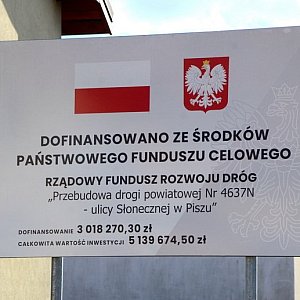 DOFINANSOWANO ZE ŚRODKÓW
PAŃSTWOWEGO FUNDUSZU CELOWEGO
RZĄDOWY FUNDUSZ ROZWOJU DRÓG
„Przebudowa drogi powiatowej Nr 4637N
- ulicy Słonecznej w Piszu”
DOFINANSOWANIE 3 018 270,30 zł
CAŁKOWITA WARTOŚĆ INWESTYCJI 5 139 674,50 zł